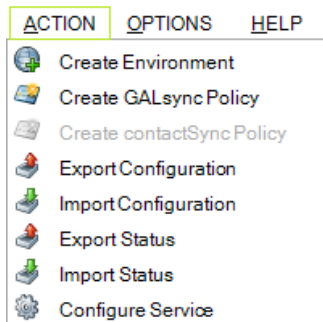 ACTION OPTIONS HELP
Create Environment
Create GALsync Policy
Create contactSync Policy
Export Configuration
Import Configuration
Export Status
Import Status
Configure Service